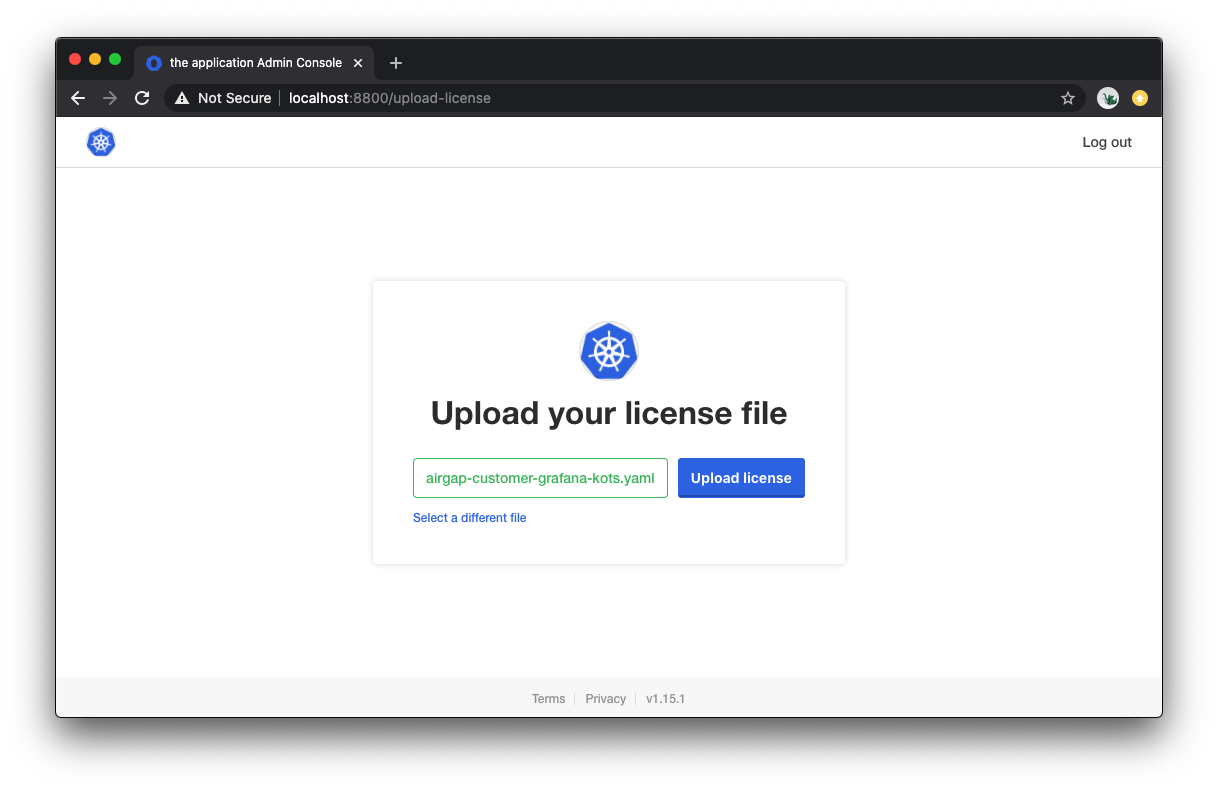 the application Admin Console
Not Secure localhost:8800/upload-license
Log out
Upload your license file
airgap-customer-grafana-kots.yaml Upload license
Select a different file
Terms Privacy v1.15.1